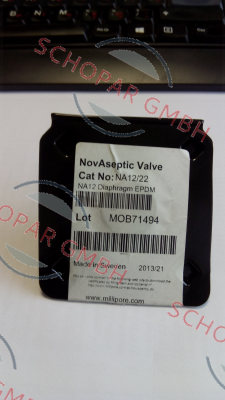 SCHOPAR GMBH
NovAseptic Valve
Cat No: NA12/22
NA12 Diaphragm EPDM
Lot MOB71494
Made in Sweden 2013/21
www.millipore.com